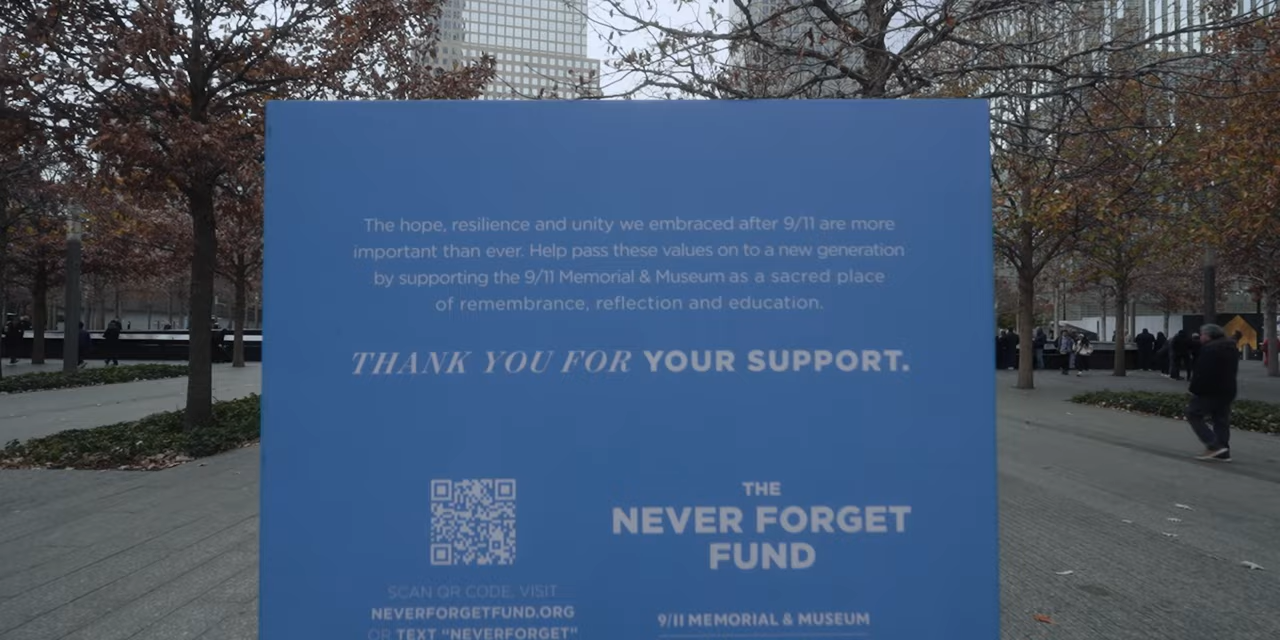 The hope, resilience and unity we embraced after 9/11 are more
important than ever. Help pass these values on to a new generation
by supporting the 9/11 Memorial & Museum as a sacred place
of remembrance, reflection and education.
THANK YOU FOR YOUR SUPPORT.
SCAN QR CODE, VISIT
NEVERFORGETFUND.ORG
OR TEXT "NEVERFORGET"
THE
NEVER FORGET
FUND
9/11 MEMORIAL & MUSEUM